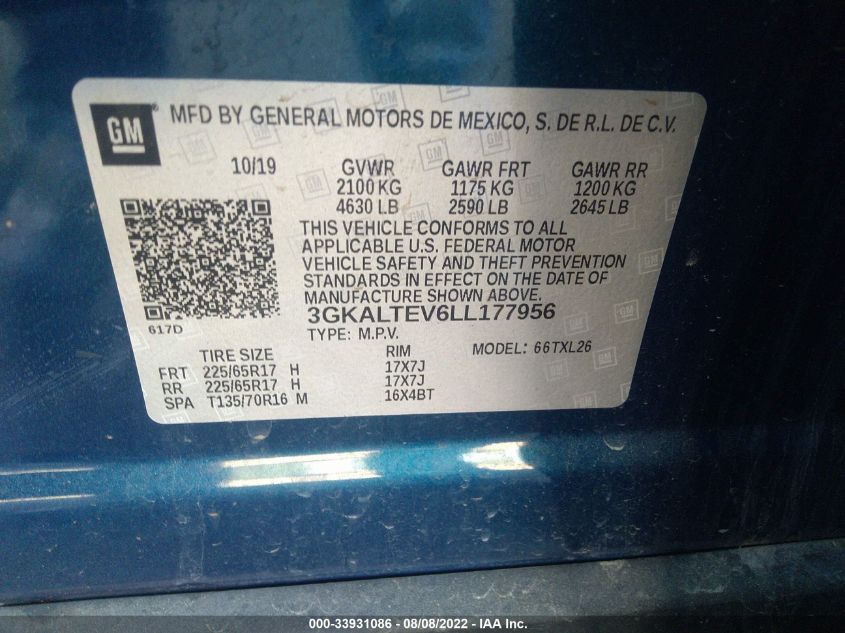 GM
MFD BY GENERAL MOTORS DE MEXICO, S. DE R.L. DE C.V.
10/19 GVWR GAWR FRT GAWR RR
2100 KG 1175 KG 1200 KG
4630 LB 2590 LB 2645 LB
THIS VEHICLE CONFORMS TO ALL
APPLICABLE U.S. FEDERAL MOTOR
VEHICLE SAFETY AND THEFT PREVENTION
STANDARDS IN EFFECT ON THE DATE OF
MANUFACTURE SHOWN ABOVE.
3GKALTEV6LL177956
617D
TYPE: M.P.V. MODEL: 66TXL26
TIRE SIZE RIM
FRT 225/65R17 H 17X7J
RR 225/65R17 H 17X7J
SPA T135/70R16 M 16X4BT
000-33931086 - 08/08/2022 - IAA Inc.